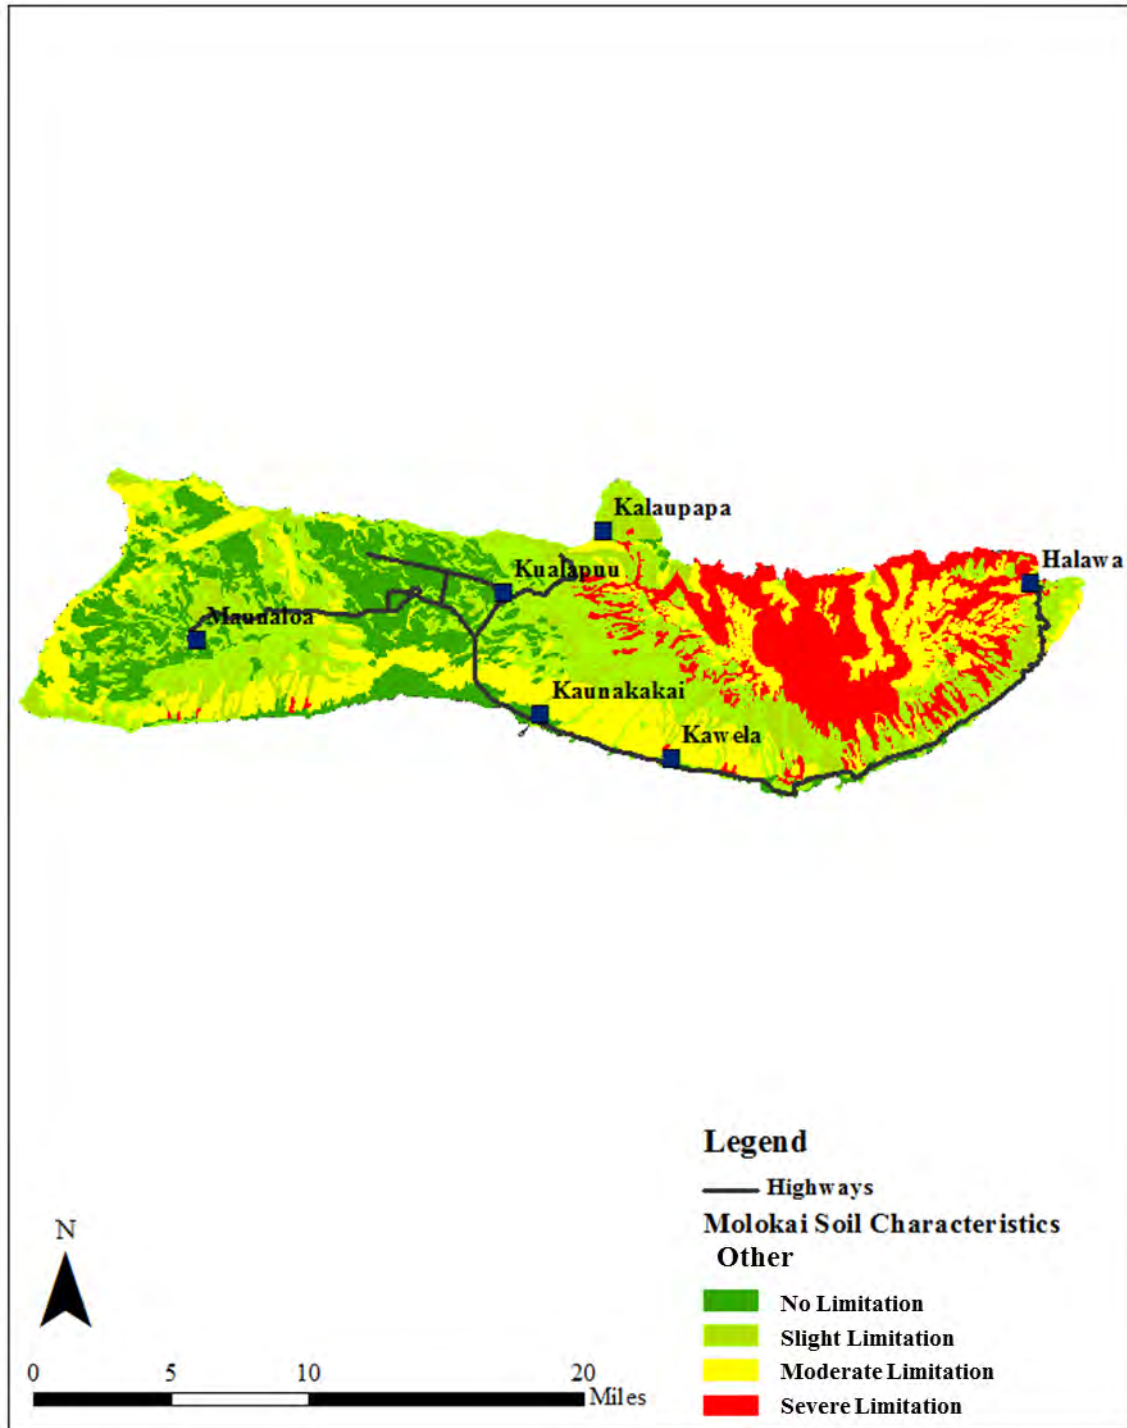 Kalaupapa
Halawa
Kualapuu
Maunaloa
Kaunakakai
Kawela
Legend
Highways
Molokai Soil Characteristics
Other
No Limitation
Slight Limitation
Moderate Limitation
Severe Limitation
N
0 5 10 20
Miles